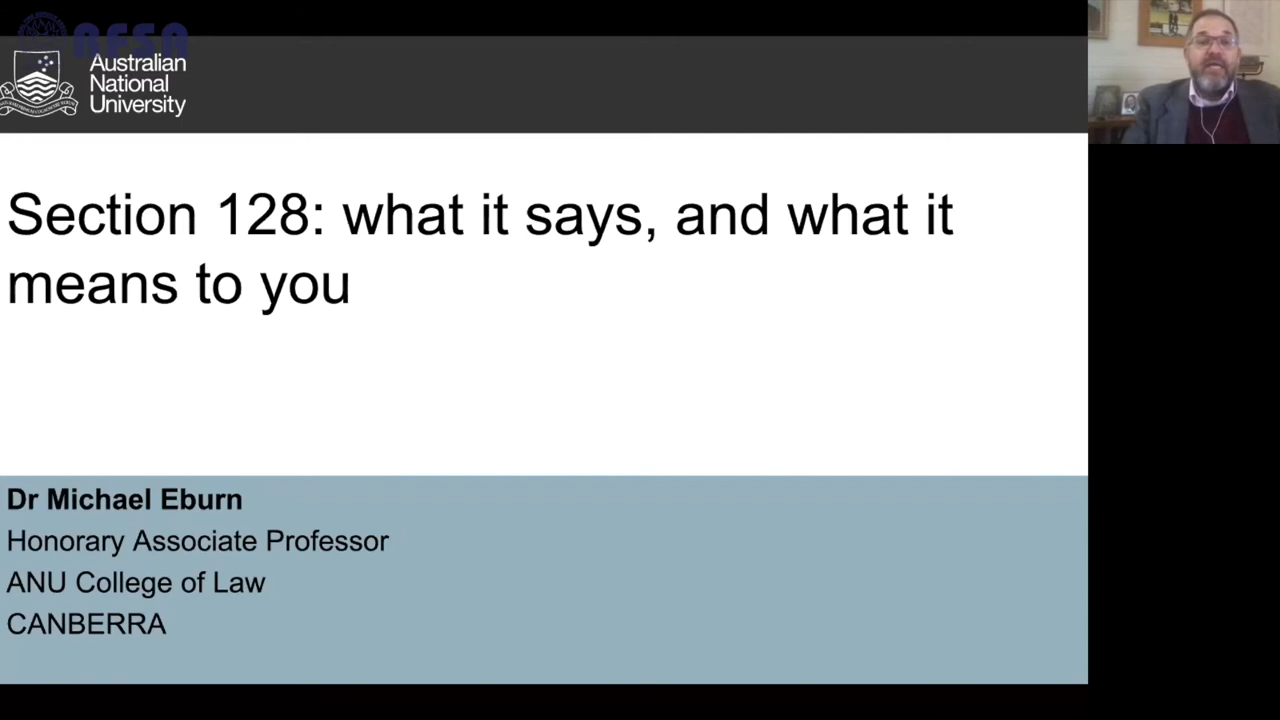 RFSA
Australian
National
University
Section 128: what it says, and what it
means to you
Dr Michael Eburn
Honorary Associate Professor
ANU College of Law
CANBERRA